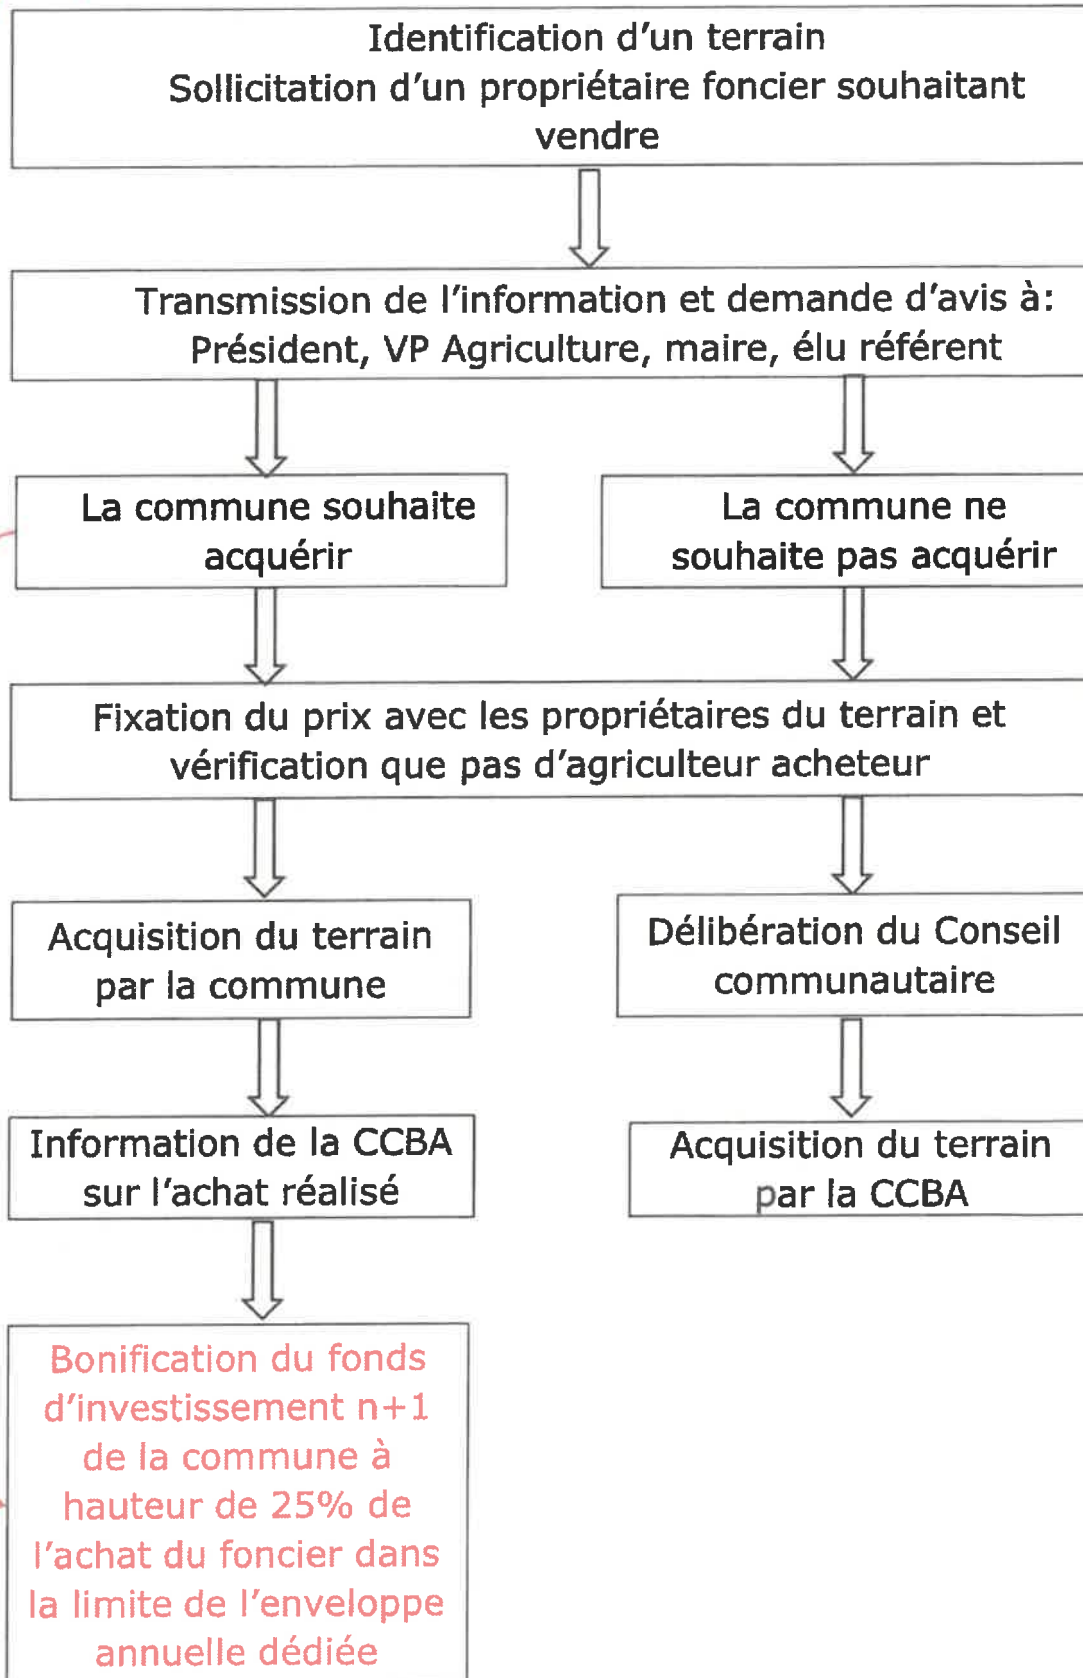 Identification d'un terrain
Sollicitation d'un propriétaire foncier souhaitant
vendre
Transmission de l'information et demande d'avis à:
Président, VP Agriculture, maire, élu référent
La commune souhaite
acquérir
La commune ne
souhaite pas acquérir
Fixation du prix avec les propriétaires du terrain et
vérification que pas d'agriculteur acheteur
Acquisition du terrain
par la commune
Délibération du Conseil
communautaire
Information de la CCBA
sur l'achat réalisé
Acquisition du terrain
par la CCBA
Bonification du fonds
d'investissement n+1
de la commune à
hauteur de 25% de
l'achat du foncier dans
la limite de l'enveloppe
annuelle dédiée